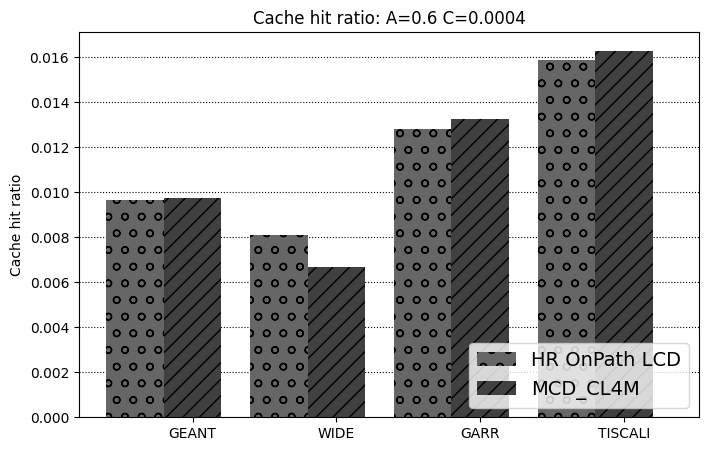 Cache hit ratio: A=0.6 C=0.0004
Cache hit ratio
0.016
0.014
0.012
0.010
0.008
0.006
0.004
0.002
0.000
HR OnPath LCD
MCD_CL4M
GEANT
WIDE
GARR
TISCALI